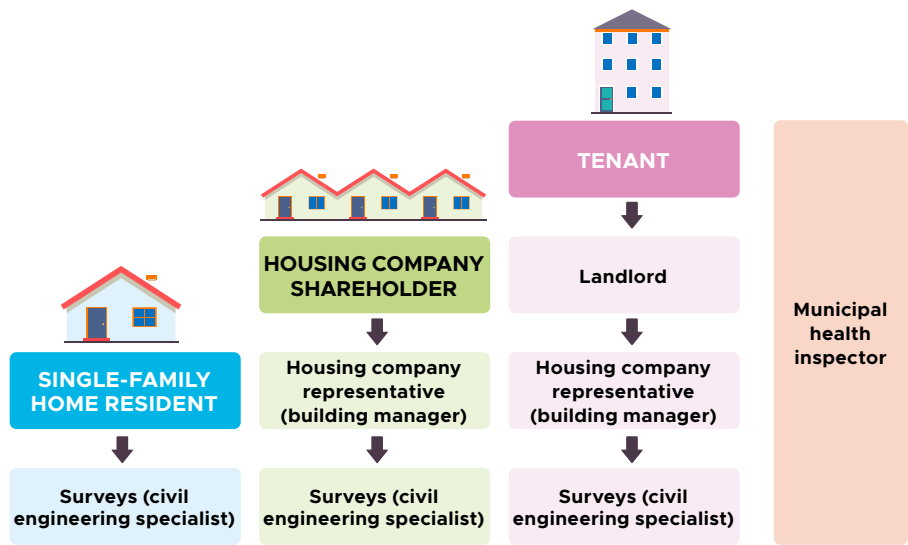 TENANT
HOUSING COMPANY
SHAREHOLDER
Landlord
Municipal
health
inspector
SINGLE-FAMILY
HOME RESIDENT
Housing company
representative
(building manager)
Housing company
representative
(building manager)
Surveys (civil
engineering specialist)
Surveys (civil
engineering specialist)
Surveys (civil
engineering specialist)